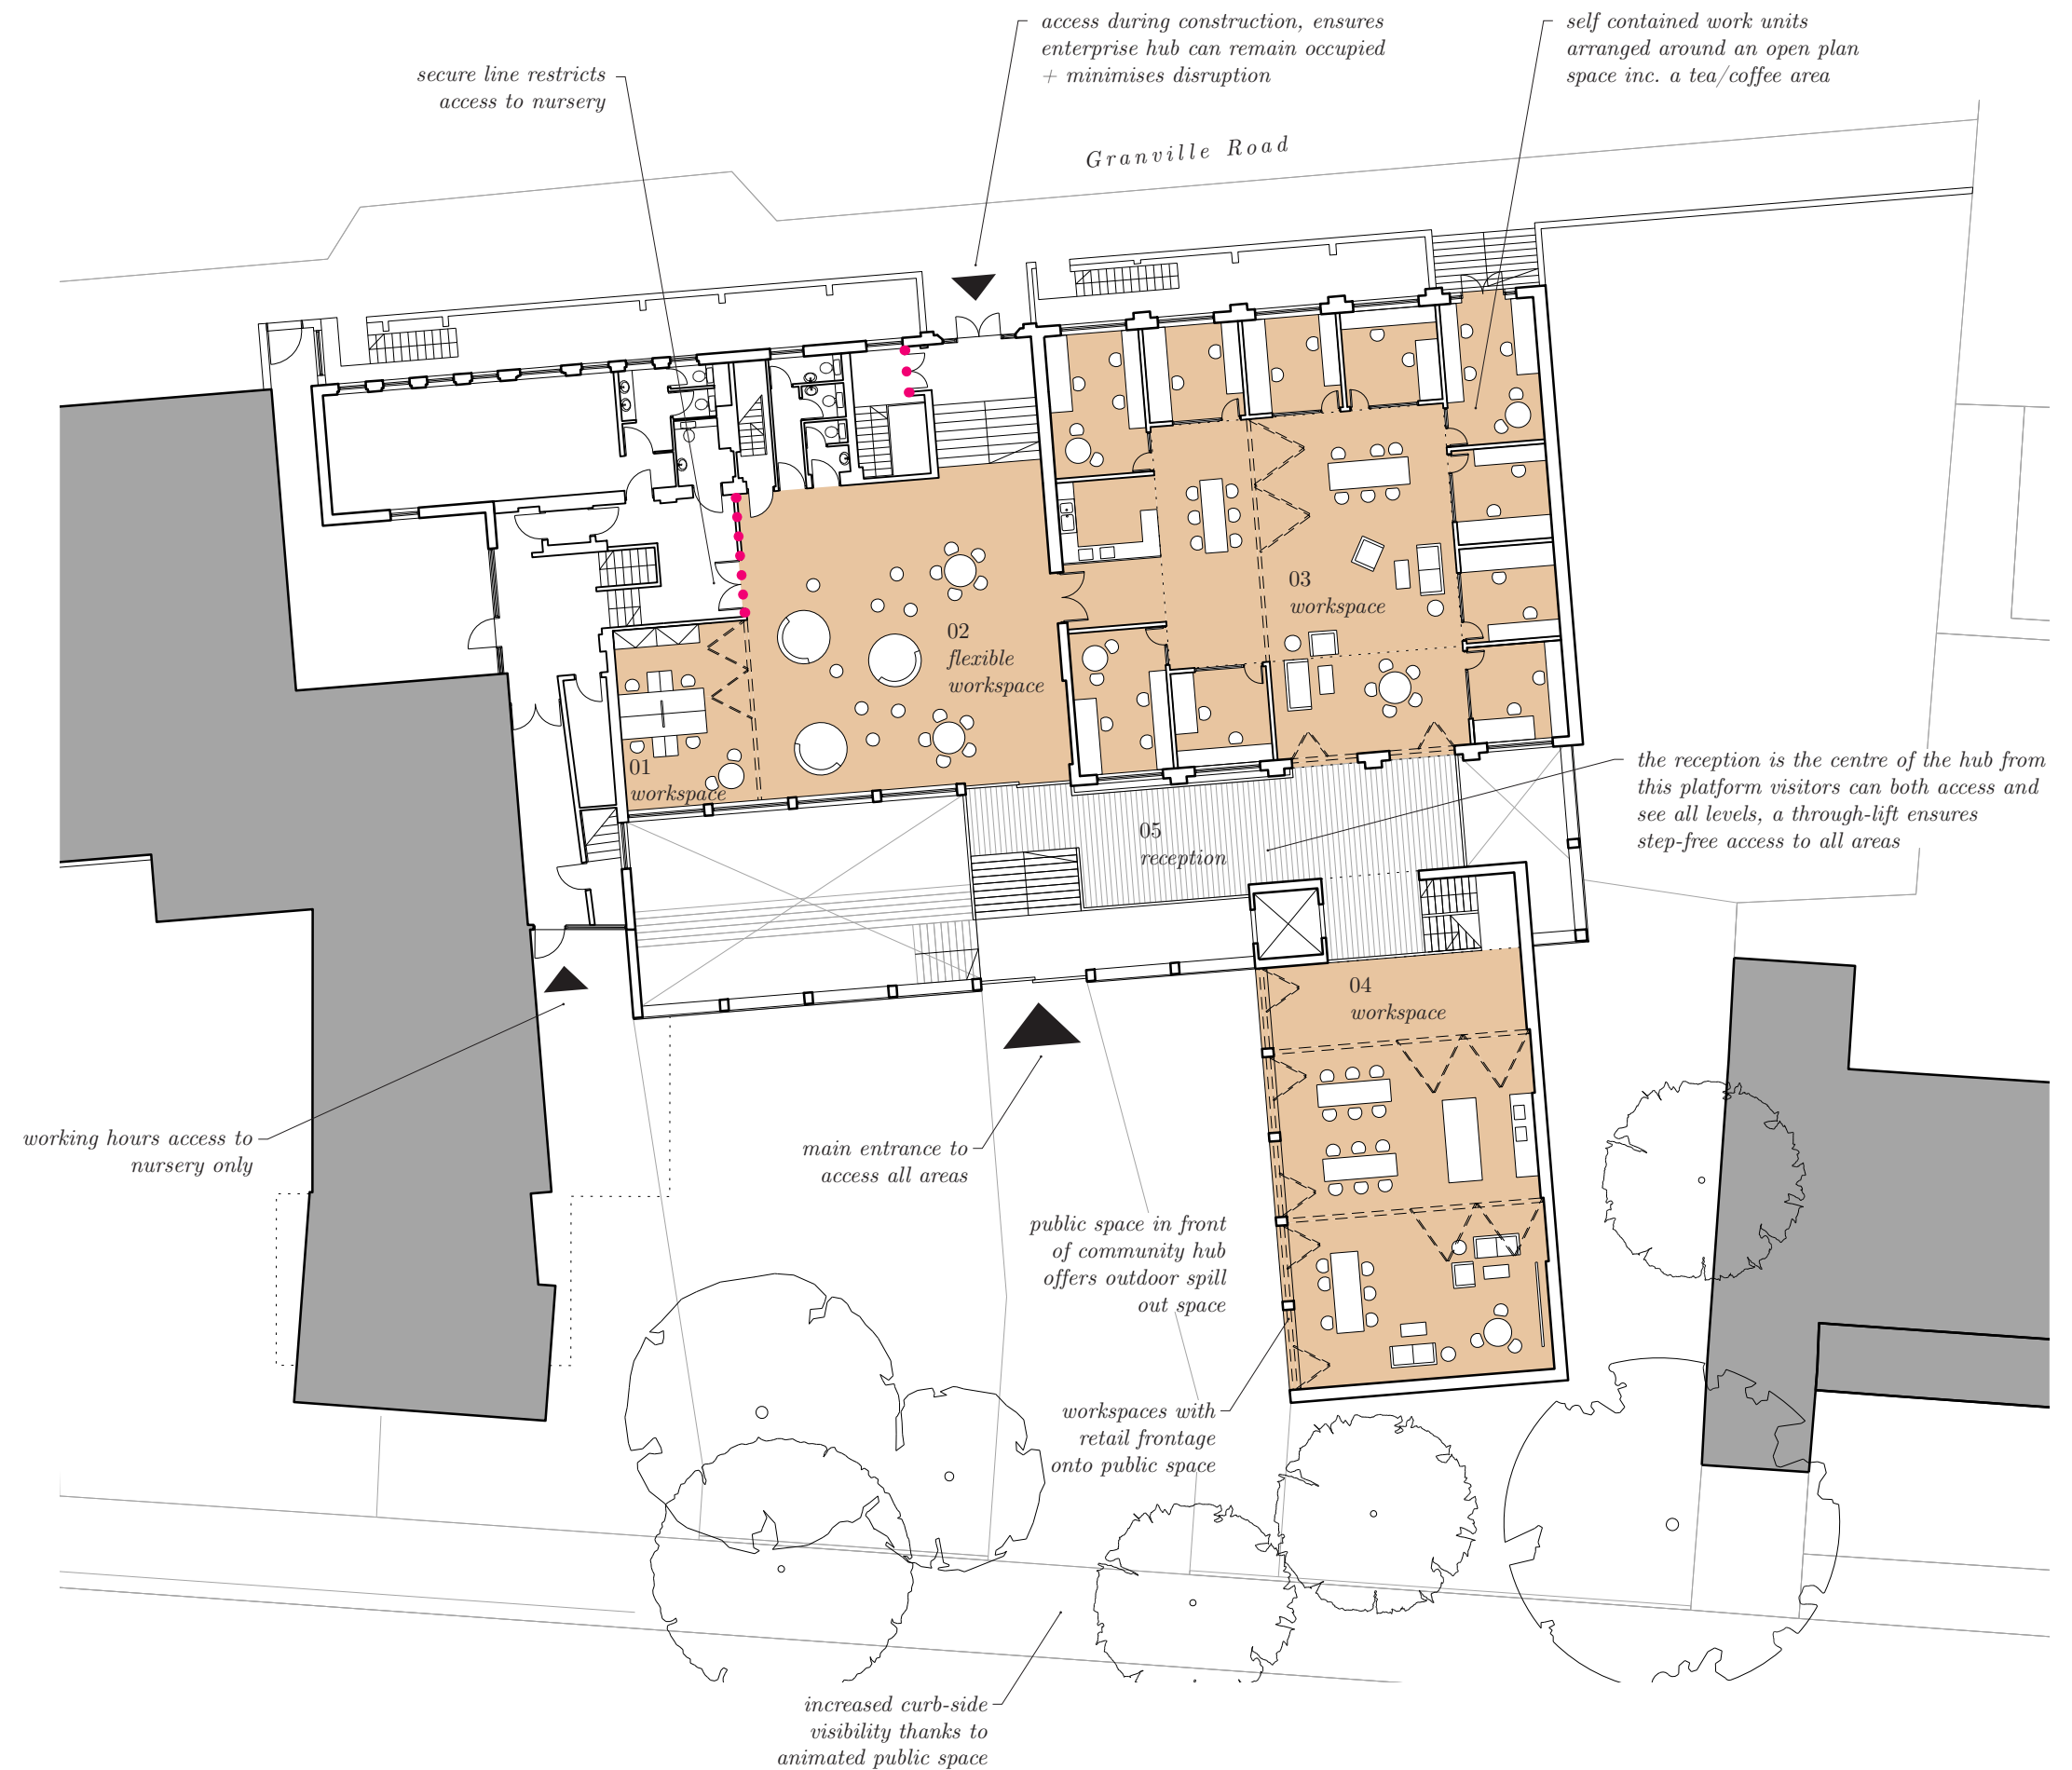 access during construction, ensures
enterprise hub can remain occupied
+ minimises disruption
self contained work units
arranged around an open plan
space inc. a tea/coffee area
secure line restricts
access to nursery
Granville Road
03
workspace
02
flexible
workspace
01
workspace
the reception is the centre of the hub from
this platform visitors can both access and
see all levels, a through-lift ensures
step-free access to all areas
05
reception
04
workspace
working hours access to
nursery only
main entrance to
access all areas
public space in front
of community hub
offers outdoor spill
out space
workspaces with
retail frontage
onto public space
increased curb-side
visibility thanks to
animated public space